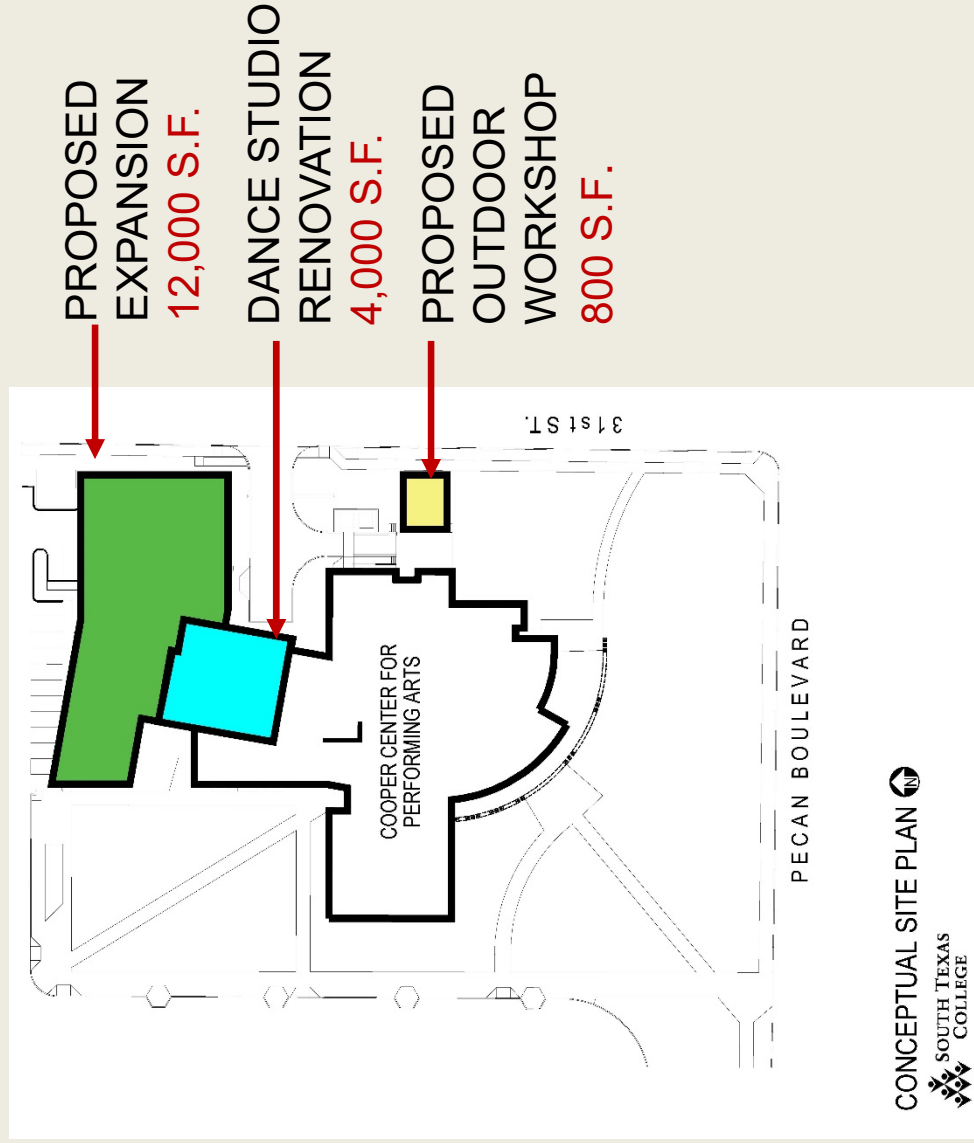 PROPOSED
EXPANSION
12,000 S.F.
DANCE STUDIO
RENOVATION
4,000 S.F.
PROPOSED
OUTDOOR
WORKSHOP
800 S.F.
31st ST.
COOPER CENTER FOR
PERFORMING ARTS
PECAN BOULEVARD
CONCEPTUAL SITE PLAN
N
SOUTH TEXAS
COLLEGE